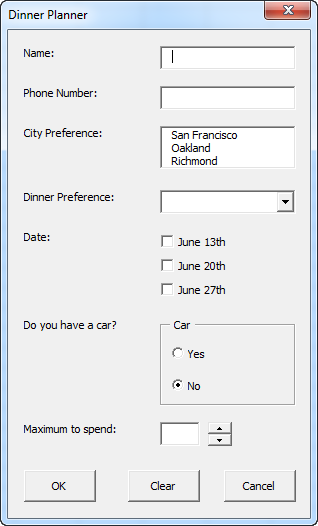 Dinner Planner
Name:
Phone Number:
City Preference:
San Francisco
Oakland
Richmond
Dinner Preference:
Date:
June 13th
June 20th
June 27th
Do you have a car?
Car
Yes
No
Maximum to spend:
OK Clear Cancel